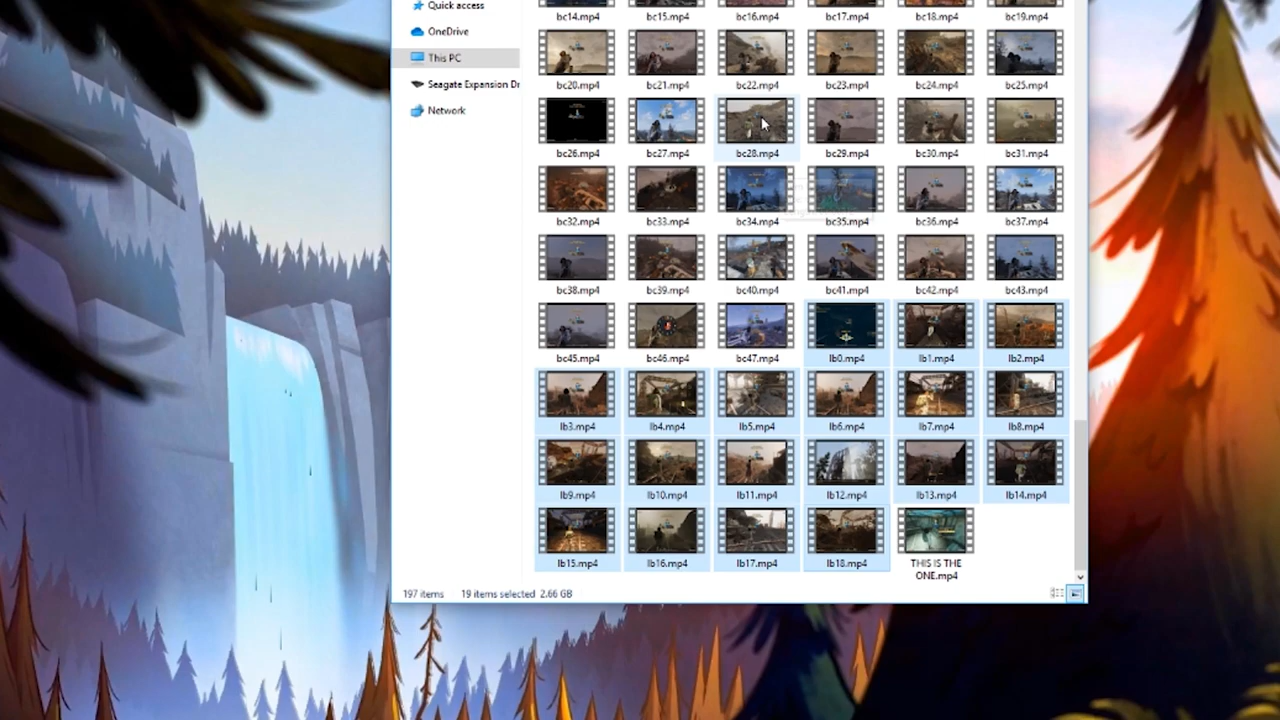 Quick access
OneDrive
This PC
Seagate Expansion Dr
Network
bc14.mp4 bc15.mp4 bc16.mp4 bc17.mp4 bc18.mp4 bc19.mp4
bc20.mp4 bc21.mp4 bc22.mp4 bc23.mp4 bc24.mp4 bc25.mp4
bc26.mp4 bc27.mp4 bc28.mp4 bc29.mp4 bc30.mp4 bc31.mp4
bc32.mp4 bc33.mp4 bc34.mp4 bc35.mp4 bc36.mp4 bc37.mp4
bc38.mp4 bc39.mp4 bc40.mp4 bc41.mp4 bc42.mp4 bc43.mp4
bc45.mp4 bc46.mp4 bc47.mp4 lb0.mp4 lb1.mp4 lb2.mp4
lb3.mp4 lb4.mp4 lb5.mp4 lb6.mp4 lb7.mp4 lb8.mp4
lb9.mp4 lb10.mp4 lb11.mp4 lb12.mp4 lb13.mp4 lb14.mp4
lb15.mp4 lb16.mp4 lb17.mp4 lb18.mp4 THIS IS THE
ONE.mp4
197 items 19 items selected 2.66 GB